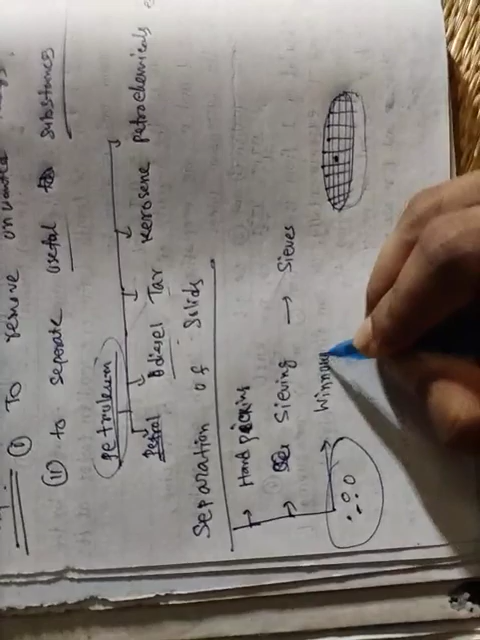 (i) To remove
(ii) to separate useful to substances
petroleum
Petrol diesel Tar kerosene petrochemicals
Separation of Solids
Hand picking
Sieving → Sieves
Winnow